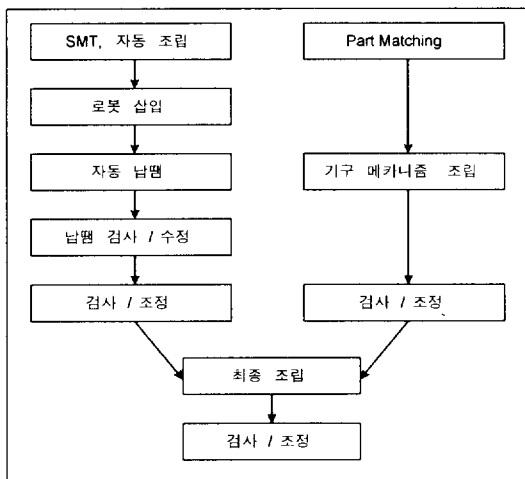 SMT, 자동 조립
로봇 삽입
자동 납땜
납땜 검사 / 수정
검사 / 조정
Part Matching
기구 메카니즘 조립
검사 / 조정
최종 조립
검사 / 조정